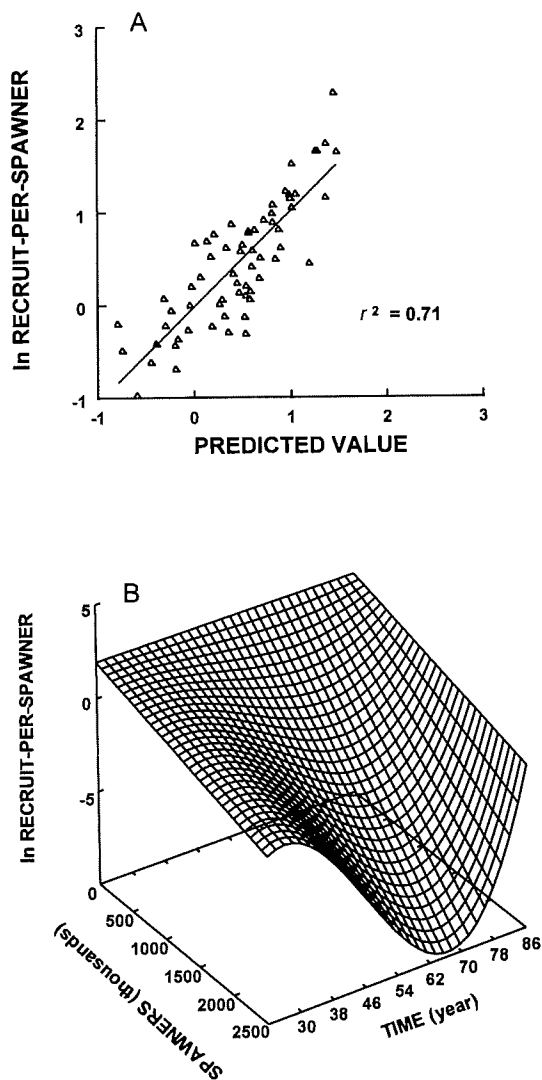 A
3
2
1
0
-1
ln RECRUIT-PER-SPAWNER
r 2 = 0.71
-1 0 1 2 3
PREDICTED VALUE
B
5
0
-5
ln RECRUIT-PER-SPAWNER
0
500
1000
1500
2000
2500
SPAWNERS (thousands)
30 38 46 54 62 70 78 86
TIME (year)